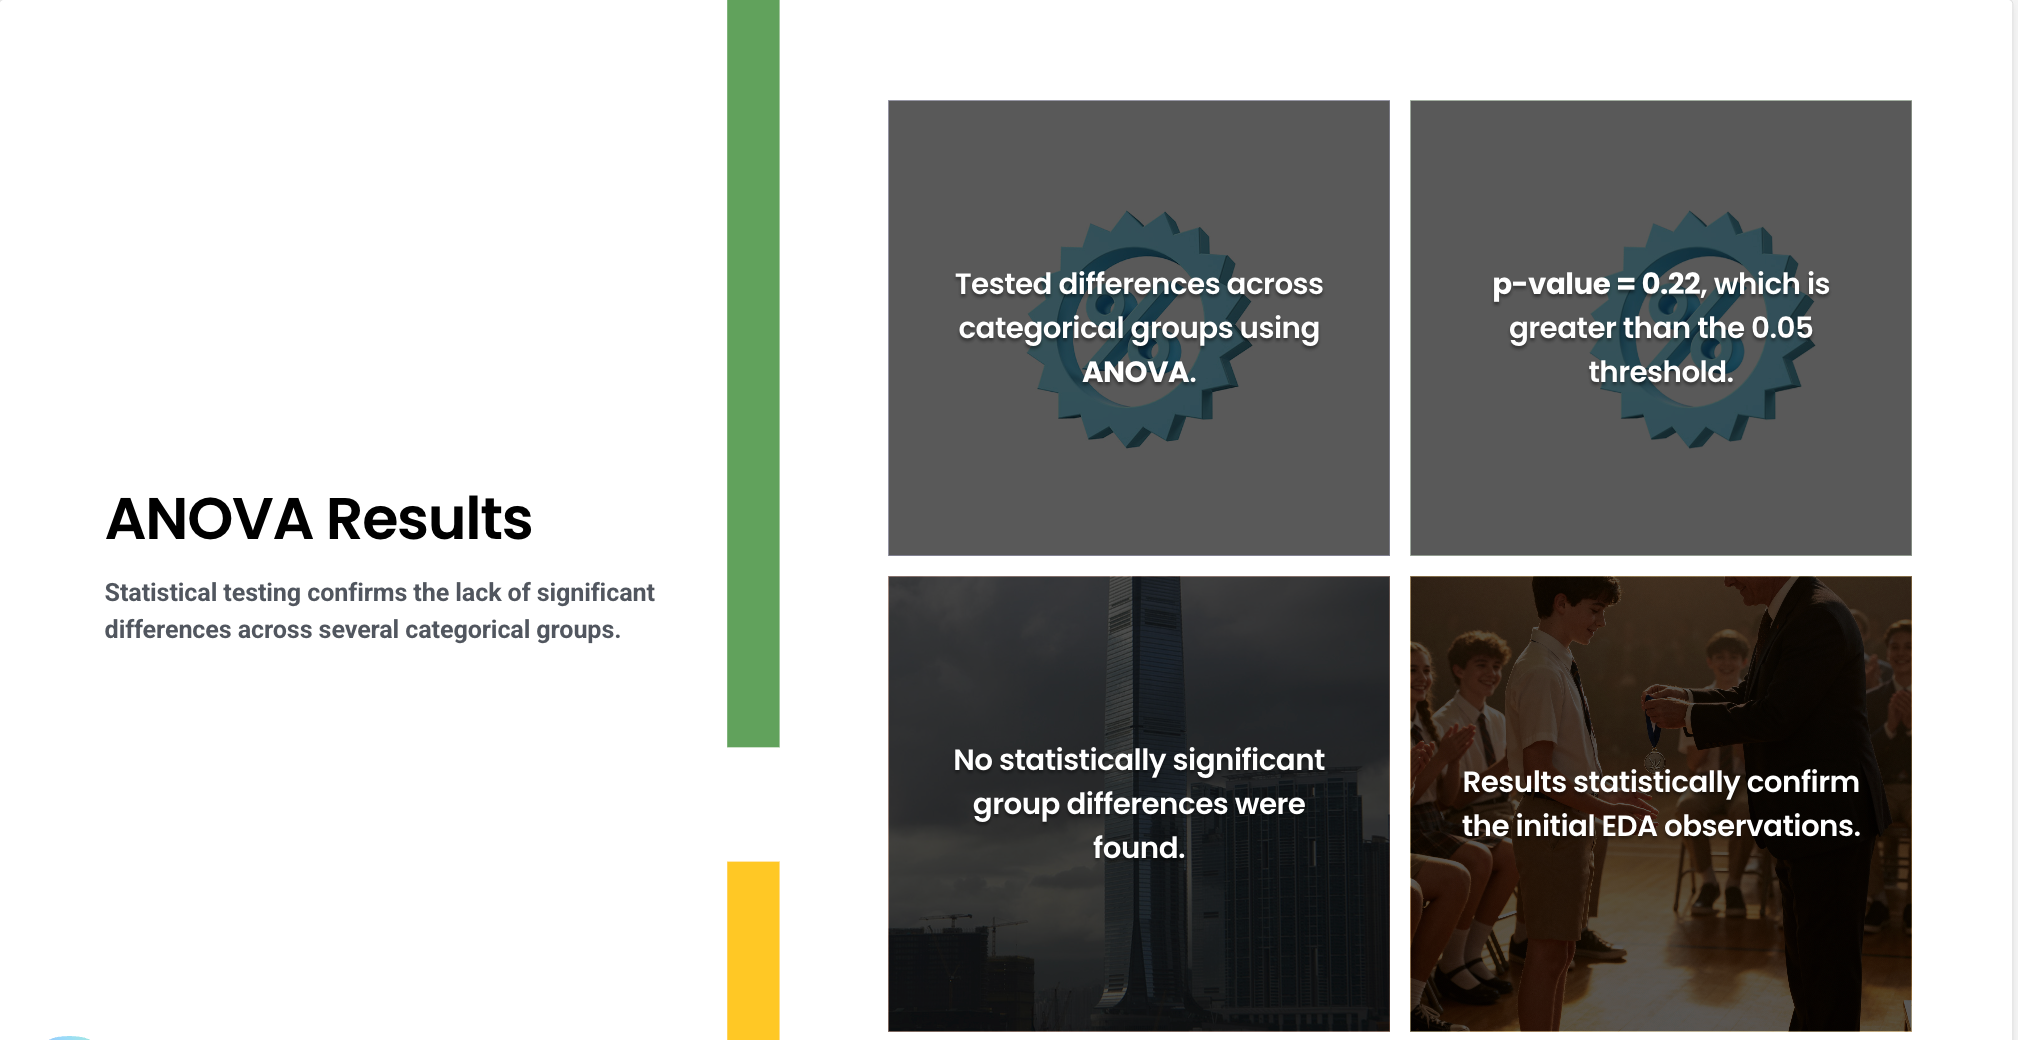 ANOVA Results
Statistical testing confirms the lack of significant
differences across several categorical groups.
Tested differences across
categorical groups using
ANOVA.
p-value = 0.22, which is
greater than the 0.05
threshold.
No statistically significant
group differences were
found.
Results statistically confirm
the initial EDA observations.